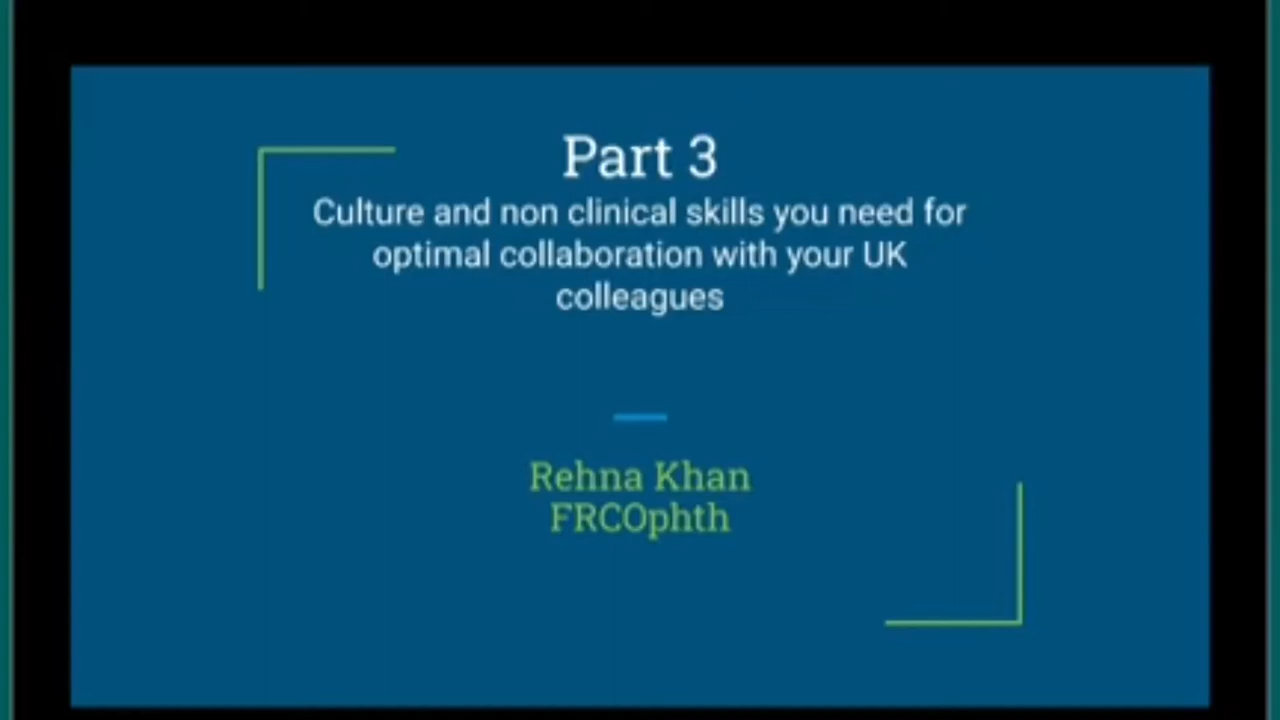 Part 3
Culture and non clinical skills you need for
optimal collaboration with your UK
colleagues
Rehna Khan
FRCOphth